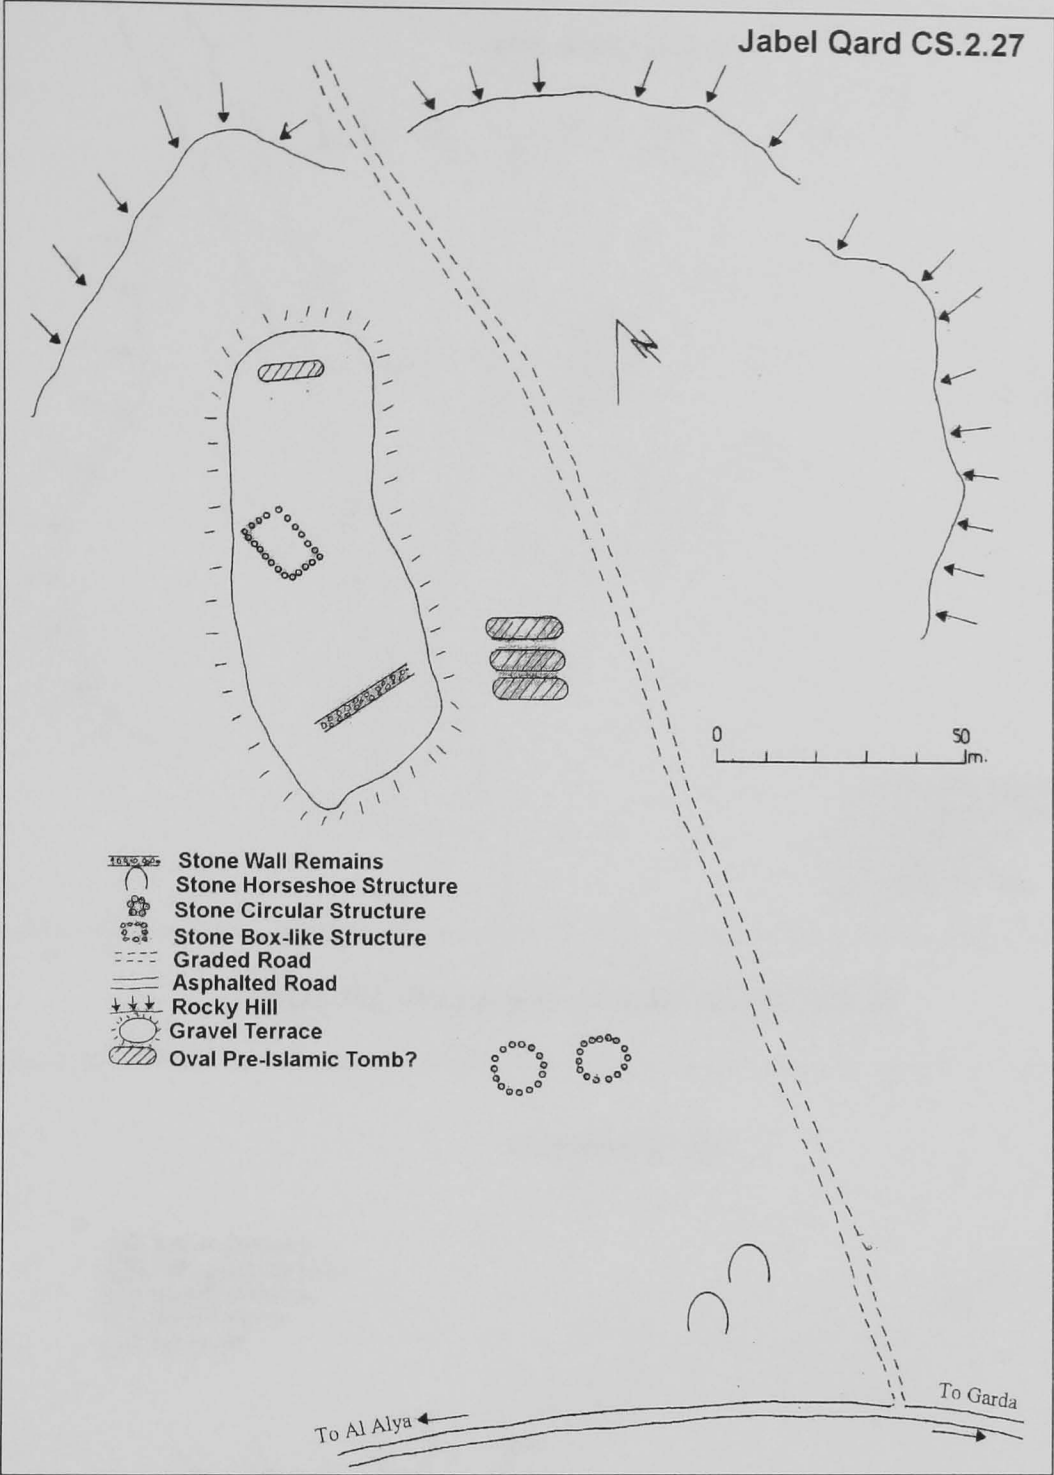 Jabel Qard CS.2.27
N
0 50 m.
Stone Wall Remains
Stone Horseshoe Structure
Stone Circular Structure
Stone Box-like Structure
Graded Road
Asphalted Road
Rocky Hill
Gravel Terrace
Oval Pre-Islamic Tomb?
To Al Alya
To Garda